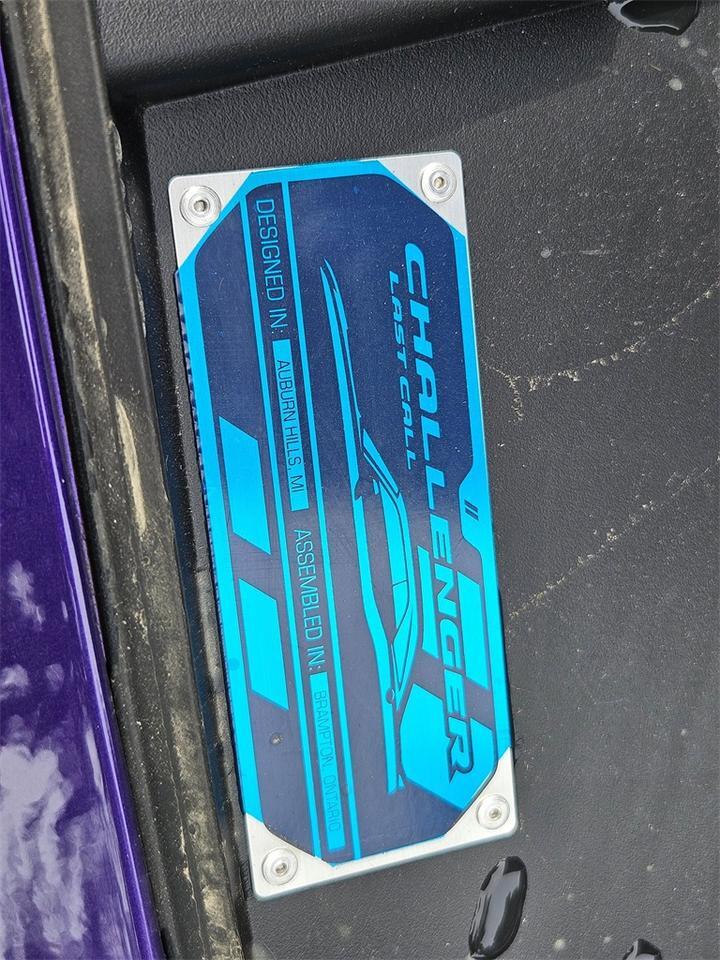 CHALLENGER
LAST CALL
DESIGNED IN: AUBURN HILLS, MI ASSEMBLED IN: BRAMPTON, ONTARIO